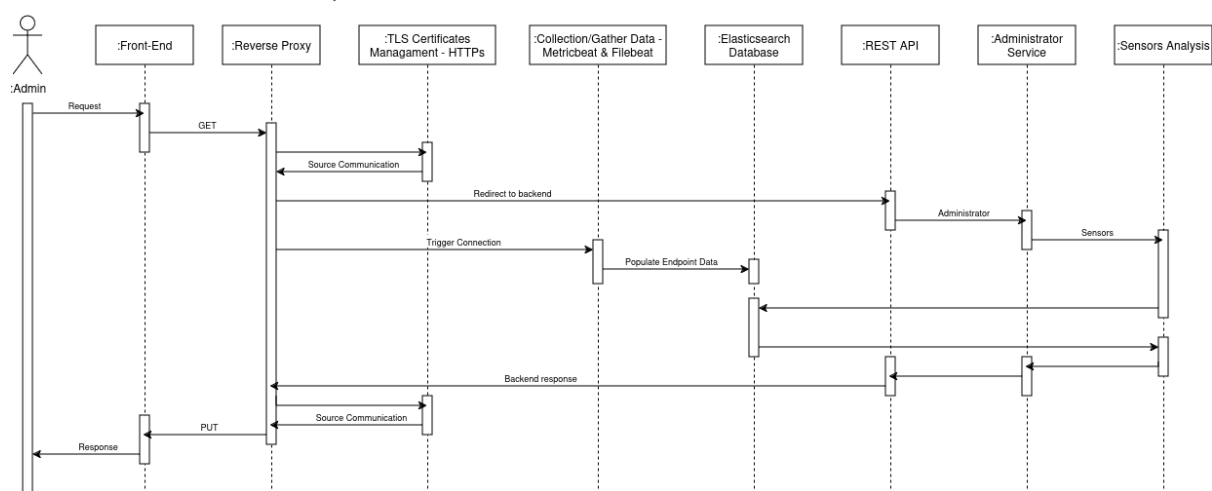 :Admin
:Front-End
:Reverse Proxy
:TLS Certificates
Managament - HTTPs
:Collection/Gather Data -
Metricbeat & Filebeat
:Elasticsearch
Database
:REST API
:Administrator
Service
:Sensors Analysis
Request
GET
Source Communication
Redirect to backend
Administrator
Sensors
Trigger Connection
Populate Endpoint Data
Backend response
Source Communication
PUT
Response